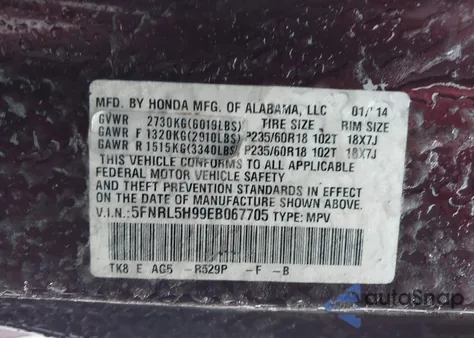 MFD. BY HONDA MFG. OF ALABAMA, LLC 01/'14
GVWR 2730KG(6019LBS) TIRE SIZE RIM SIZE
GAWR F 1320KG(2910LBS) P235/60R18 102T 18X7J
GAWR R 1515KG(3340LBS) P235/60R18 102T 18X7J
THIS VEHICLE CONFORMS TO ALL APPLICABLE
FEDERAL MOTOR VEHICLE SAFETY
AND THEFT PREVENTION STANDARDS IN EFFECT
ON THE DATE OF MANUFACTURE SHOWN ABOVE.
V.I.N.: 5FNRL5H99EB067705 TYPE: MPV
TK8 E AG5 -R529P -F -B
AutoSnap